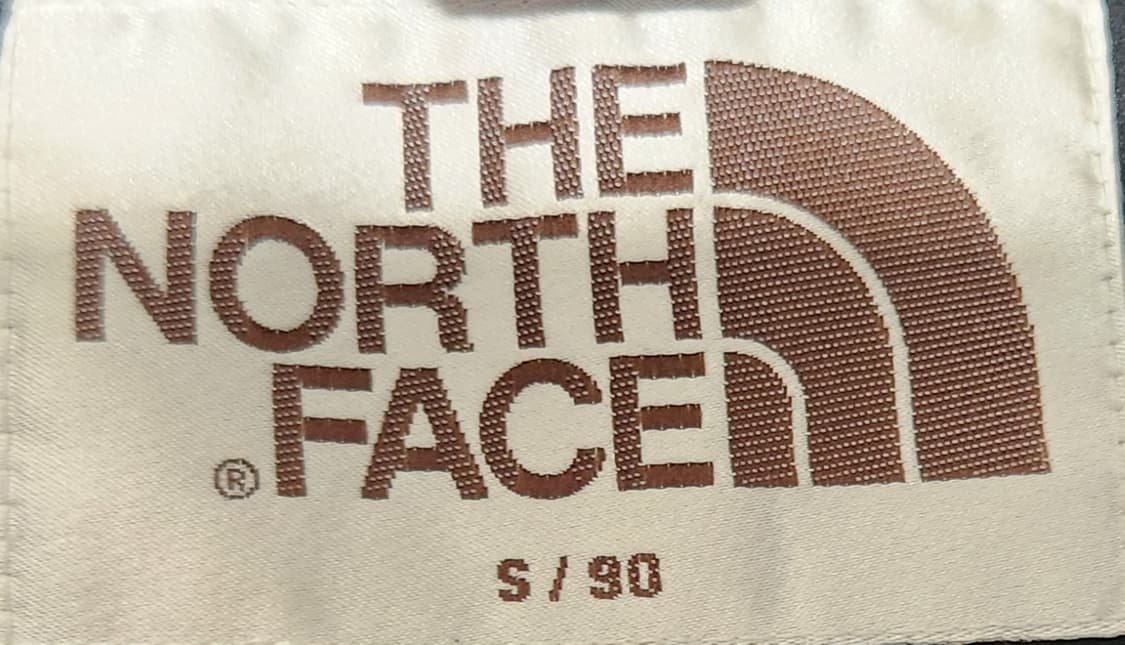 THE
NORTH
® FACE
S / 90